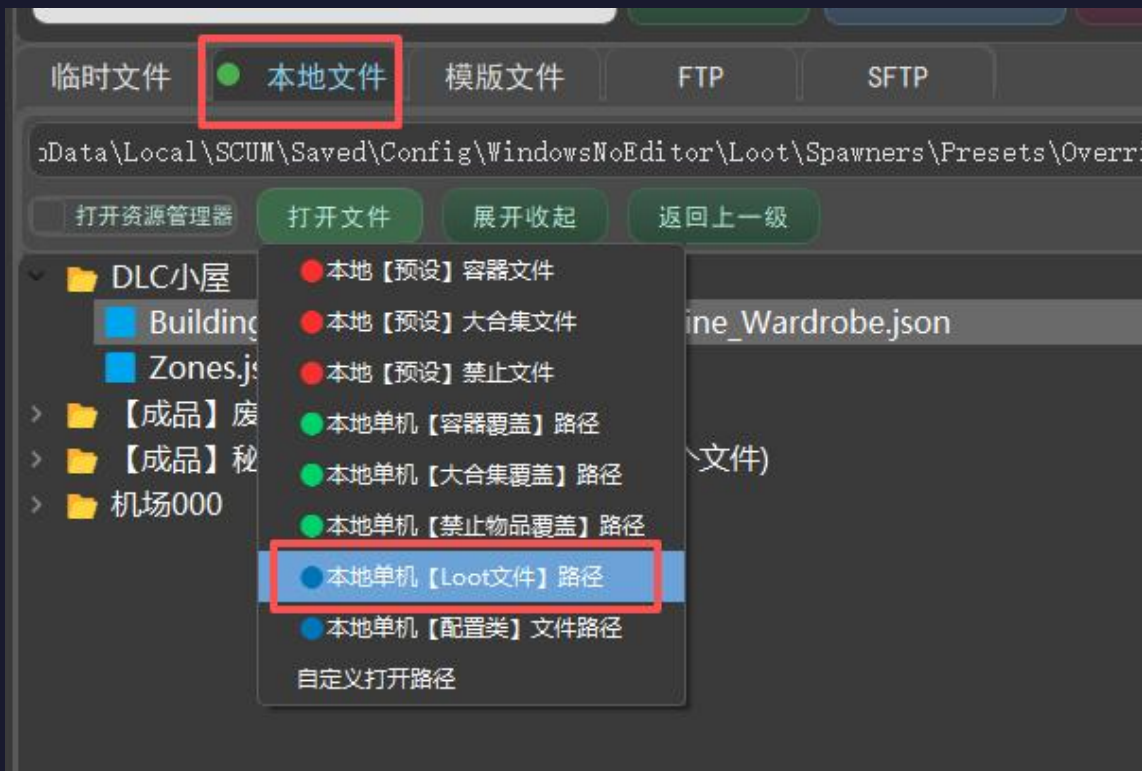 临时文件 本地文件 模版文件 FTP SFTP
Data\Local\SCUM\Saved\Config\WindowsNoEditor\Loot\Spawners\Presets\Overri
打开资源管理器 打开文件 展开收起 返回上一级
DLC小屋
本地【预设】容器文件
Building
本地【预设】大合集文件
ine_Wardrobe.json
Zones.js
本地【预设】禁止文件
【成品】废
本地单机【容器覆盖】路径
【成品】秘
本地单机【大合集覆盖】路径
文件)
机场000
本地单机【禁止物品覆盖】路径
本地单机【Loot文件】路径
本地单机【配置类】文件路径
自定义打开路径